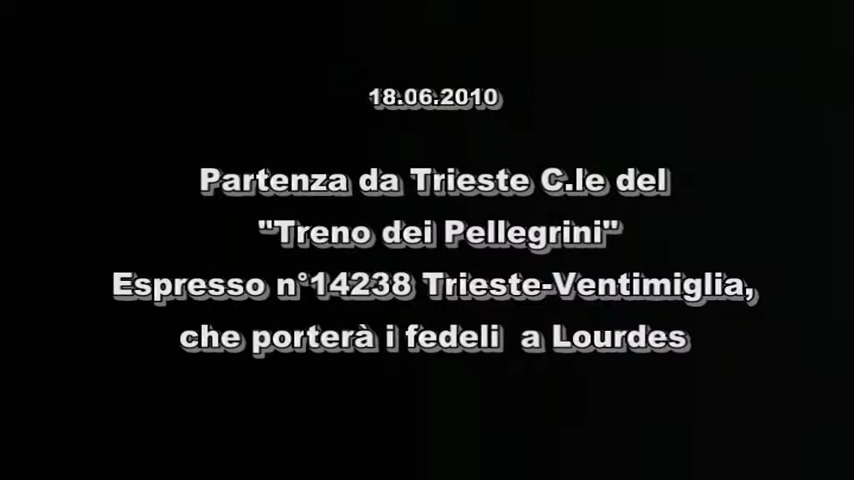 18.06.2010
Partenza da Trieste C.le del
"Treno dei Pellegrini"
Espresso n°14238 Trieste-Ventimiglia,
che porterà i fedeli a Lourdes